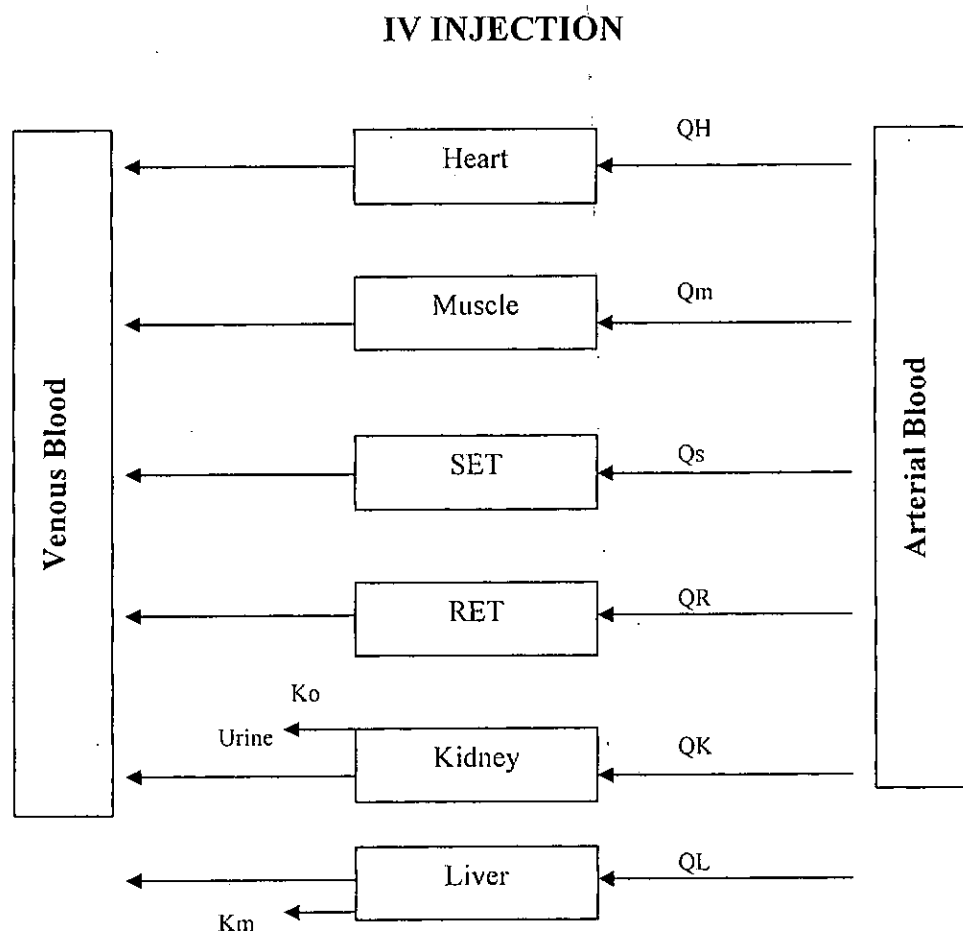 IV INJECTION
Venous Blood
Arterial Blood
Heart
QH
Muscle
Qm
SET
Qs
RET
QR
Ko
Urine
Kidney
QK
Liver
QL
Km